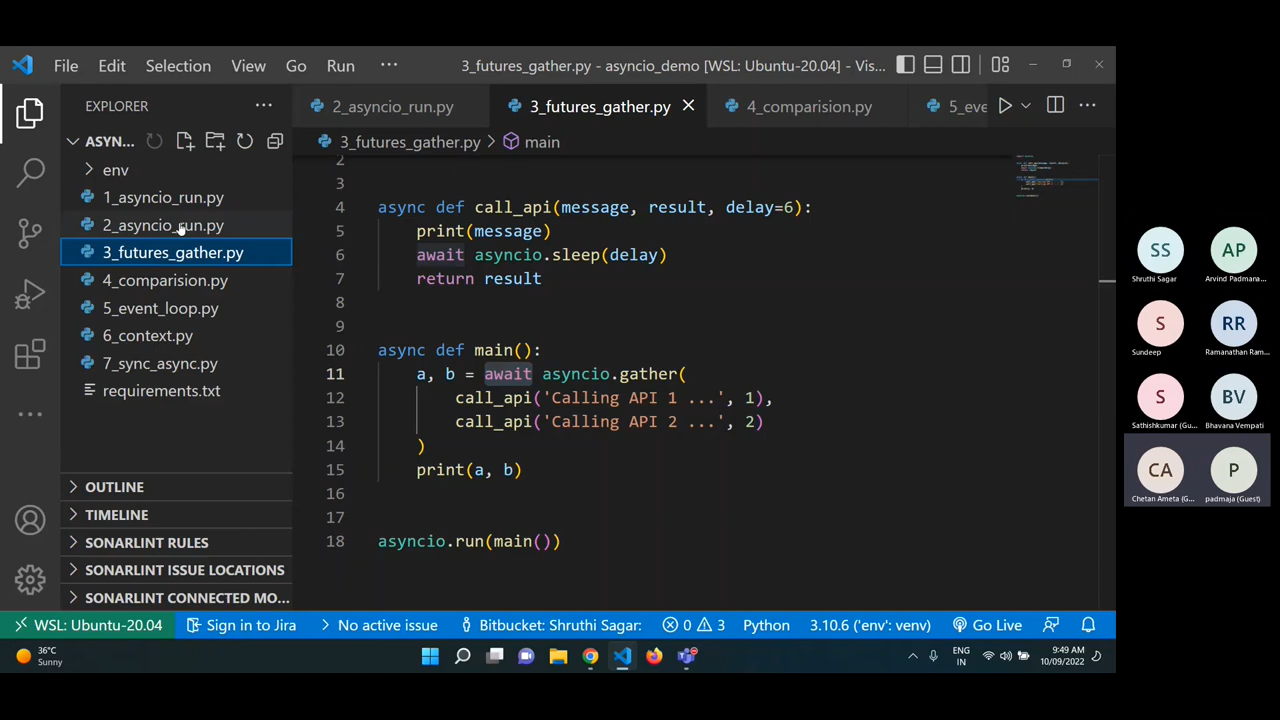 File Edit Selection View Go Run ··· 3_futures_gather.py - asyncio_demo [WSL: Ubuntu-20.04] - Vis...
EXPLORER ···
ASYN...
env
1_asyncio_run.py
2_asyncio_run.py
3_futures_gather.py
4_comparision.py
5_event_loop.py
6_context.py
7_sync_async.py
requirements.txt
OUTLINE
TIMELINE
SONARLINT RULES
SONARLINT ISSUE LOCATIONS
SONARLINT CONNECTED MO...
2_asyncio_run.py 3_futures_gather.py 4_comparision.py 5_eve
3_futures_gather.py > main
2
3
4 async def call_api(message, result, delay=6):
5 print(message)
6 await asyncio.sleep(delay)
7 return result
8
9
10 async def main():
11 a, b = await asyncio.gather(
12 call_api('Calling API 1 ...', 1),
13 call_api('Calling API 2 ...', 2)
14 )
15 print(a, b)
16
17
18 asyncio.run(main())
WSL: Ubuntu-20.04 Sign in to Jira No active issue Bitbucket: Shruthi Sagar: 0 3 Python 3.10.6 ('env': venv) Go Live
36°C
Sunny
ENG
IN
9:49 AM
10/09/2022
SS AP
Shruthi Sagar Arvind Padmana...
S RR
Sundeep Ramanathan Ram...
S BV
Sathishkumar (Gu... Bhavana Vempati
CA P
Chetan Ameta (G... padmaja (Guest)